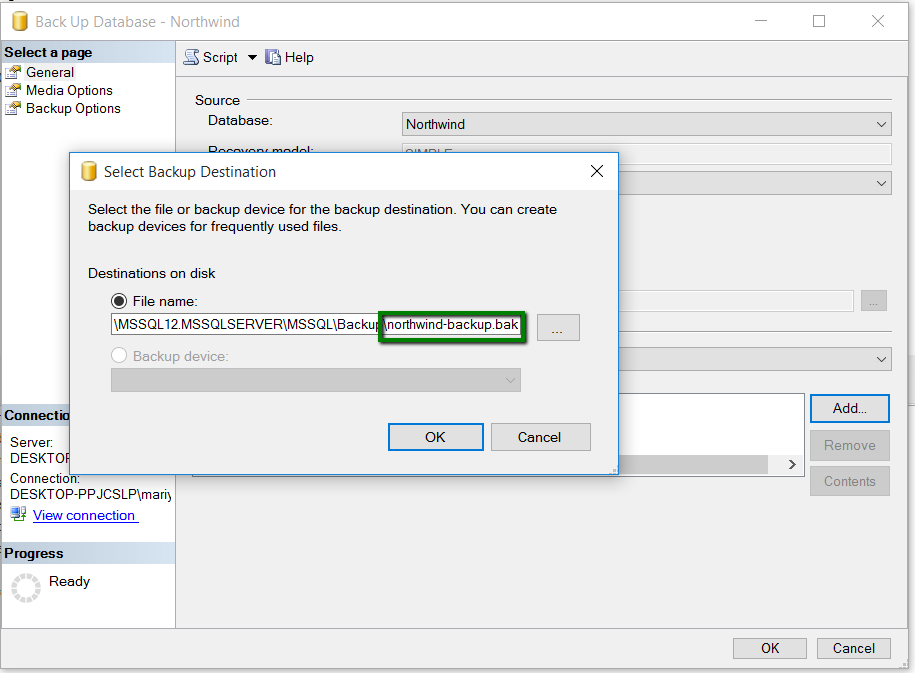 Back Up Database - Northwind
Select a page
General
Media Options
Backup Options
Script
Help
Source
Database:
Northwind
Recovery model:
SIMPLE
Select Backup Destination
Select the file or backup device for the backup destination. You can create
backup devices for frequently used files.
Destinations on disk
File name:
\MSSQL12.MSSQLSERVER\MSSQL\Backup\northwind-backup.bak
...
Backup device:
OK
Cancel
...
Add...
Remove
Contents
Connectio
Server:
DESKTOP
Connection:
DESKTOP-PPJCSLP\mariy
View connection
Progress
Ready
OK
Cancel